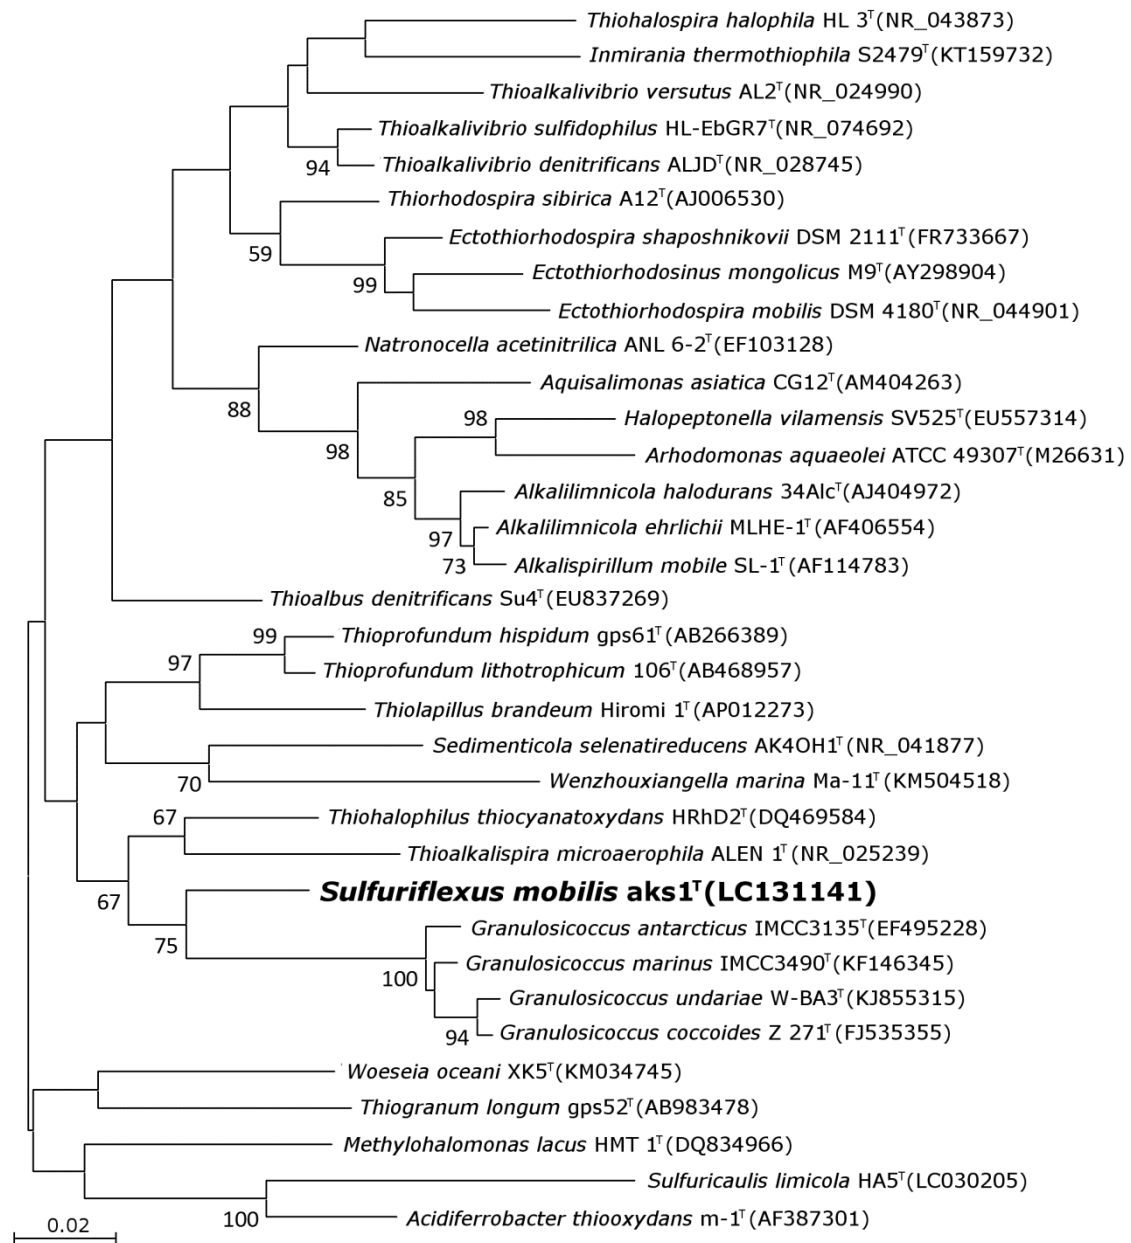 Thiohalospira halophila HL 3ᵀ(NR_043873)
Inmirania thermothiophila S2479ᵀ(KT159732)
Thioalkalivibrio versutus AL2ᵀ(NR_024990)
Thioalkalivibrio sulfidophilus HL-EbGR7ᵀ(NR_074692)
94 Thioalkalivibrio denitrificans ALJDᵀ(NR_028745)
Thiorhodospira sibirica A12ᵀ(AJ006530)
59 Ectothiorhodospira shaposhnikovii DSM 2111ᵀ(FR733667)
99 Ectothiorhodosinus mongolicus M9ᵀ(AY298904)
Ectothiorhodospira mobilis DSM 4180ᵀ(NR_044901)
Natronocella acetinitrilica ANL 6-2ᵀ(EF103128)
88 Aquisalimonas asiatica CG12ᵀ(AM404263)
98 Halopeptonella vilamensis SV525ᵀ(EU557314)
98 Arhodomonas aquaeolei ATCC 49307ᵀ(M26631)
85 Alkalilimnicola halodurans 34Alcᵀ(AJ404972)
97 Alkalilimnicola ehrlichii MLHE-1ᵀ(AF406554)
73 Alkalispirillum mobile SL-1ᵀ(AF114783)
Thioalbus denitrificans Su4ᵀ(EU837269)
99 Thioprofundum hispidum gps61ᵀ(AB266389)
97 Thioprofundum lithotrophicum 106ᵀ(AB468957)
Thiolapillus brandeum Hiromi 1ᵀ(AP012273)
Sedimenticola selenatireducens AK4OH1ᵀ(NR_041877)
70 Wenzhouxiangella marina Ma-11ᵀ(KM504518)
67 Thiohalophilus thiocyanatoxydans HRhD2ᵀ(DQ469584)
Thioalkalispira microaerophila ALEN 1ᵀ(NR_025239)
67 Sulfuriflexus mobilis aks1ᵀ(LC131141)
75 Granulosicoccus antarcticus IMCC3135ᵀ(EF495228)
100 Granulosicoccus marinus IMCC3490ᵀ(KF146345)
Granulosicoccus undariae W-BA3ᵀ(KJ855315)
94 Granulosicoccus coccoides Z 271ᵀ(FJ535355)
Woeseia oceani XK5ᵀ(KM034745)
Thiogranum longum gps52ᵀ(AB983478)
Methylohalomonas lacus HMT 1ᵀ(DQ834966)
Sulfuricaulis limicola HA5ᵀ(LC030205)
100 Acidiferrobacter thiooxydans m-1ᵀ(AF387301)
0.02